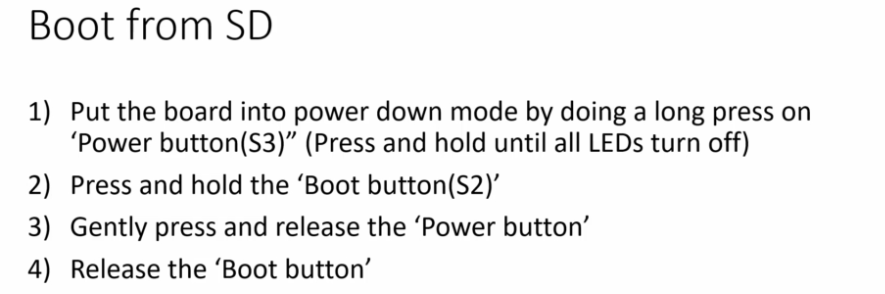 Boot from SD
1) Put the board into power down mode by doing a long press on
‘Power button(S3)” (Press and hold until all LEDs turn off)
2) Press and hold the ‘Boot button(S2)’
3) Gently press and release the ‘Power button’
4) Release the ‘Boot button’